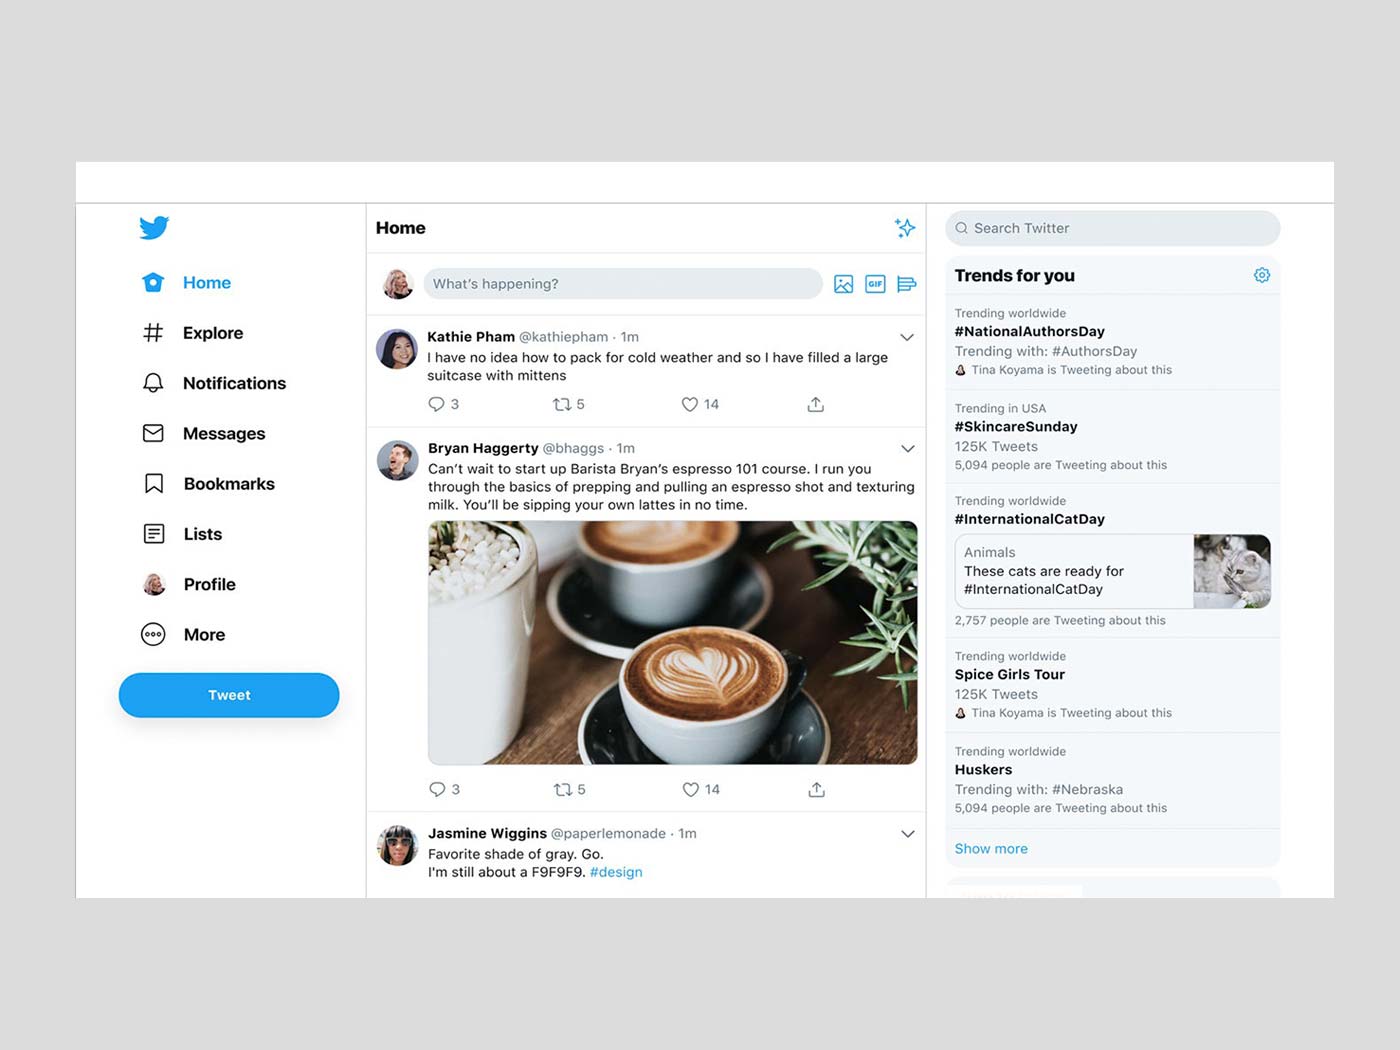 Home
Explore
Notifications
Messages
Bookmarks
Lists
Profile
More
Tweet
Home
What's happening?
GIF
Kathie Pham @kathiepham · 1m
I have no idea how to pack for cold weather and so I have filled a large
suitcase with mittens
3 5 14
Bryan Haggerty @bhaggs · 1m
Can't wait to start up Barista Bryan's espresso 101 course. I run you
through the basics of prepping and pulling an espresso shot and texturing
milk. You'll be sipping your own lattes in no time.
3 5 14
Jasmine Wiggins @paperlemonade · 1m
Favorite shade of gray. Go.
I'm still about a F9F9F9. #design
Search Twitter
Trends for you
Trending worldwide
#NationalAuthorsDay
Trending with: #AuthorsDay
Tina Koyama is Tweeting about this
Trending in USA
#SkincareSunday
125K Tweets
5,094 people are Tweeting about this
Trending worldwide
#InternationalCatDay
Animals
These cats are ready for
#InternationalCatDay
2,757 people are Tweeting about this
Trending worldwide
Spice Girls Tour
125K Tweets
Tina Koyama is Tweeting about this
Trending worldwide
Huskers
Trending with: #Nebraska
5,094 people are Tweeting about this
Show more